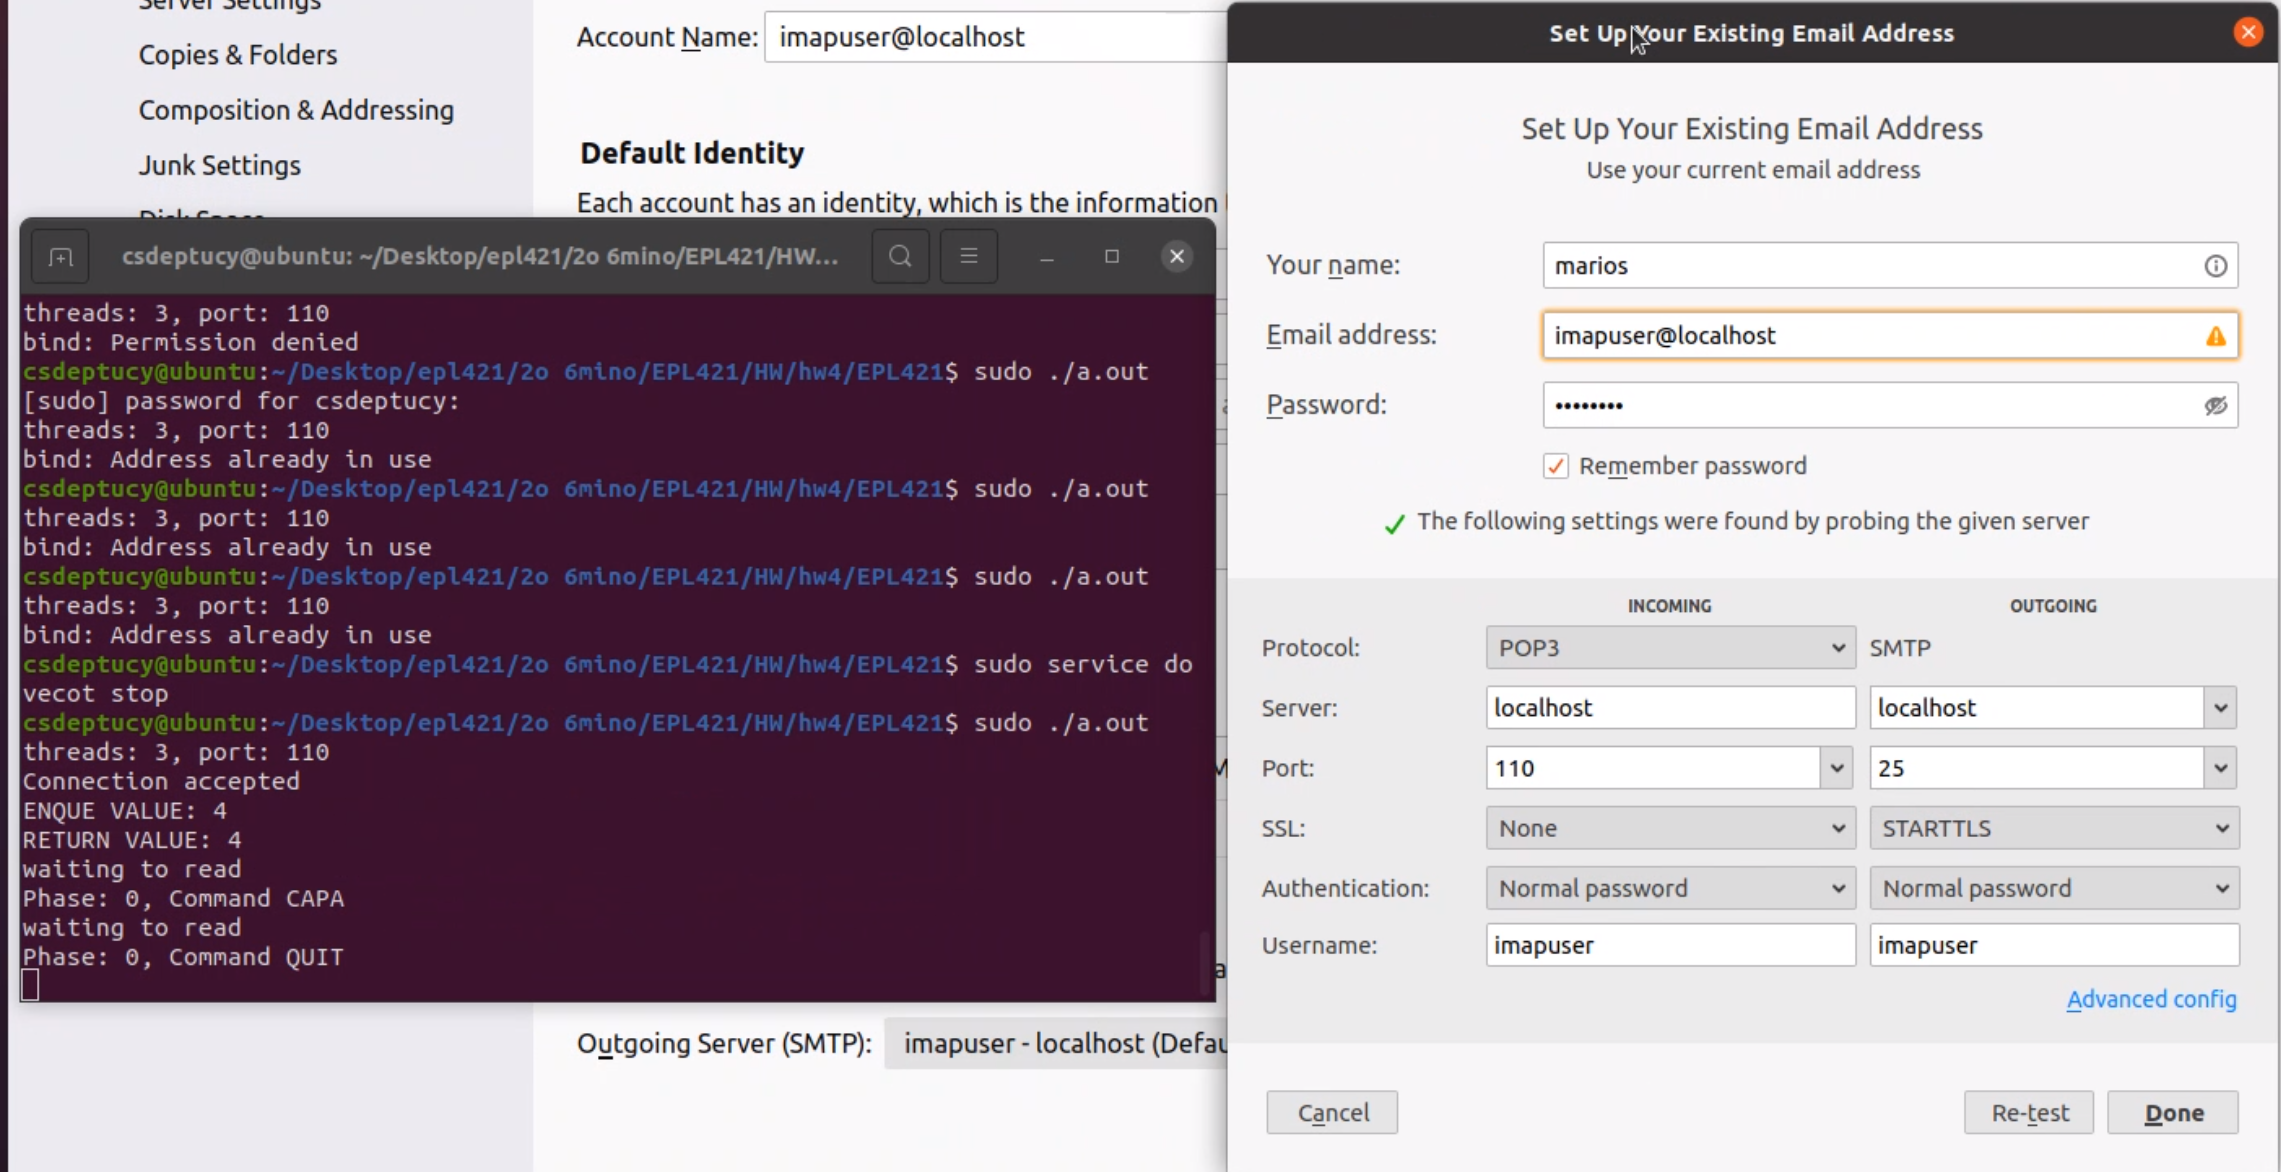 Server Settings
Copies & Folders
Composition & Addressing
Junk Settings
Disk Space
Account Name: imapuser@localhost
Default Identity
Each account has an identity, which is the information
csdeptucy@ubuntu: ~/Desktop/epl421/2o 6mino/EPL421/HW...
threads: 3, port: 110
bind: Permission denied
csdeptucy@ubuntu:~/Desktop/epl421/2o 6mino/EPL421/HW/hw4/EPL421$ sudo ./a.out
[sudo] password for csdeptucy:
threads: 3, port: 110
bind: Address already in use
csdeptucy@ubuntu:~/Desktop/epl421/2o 6mino/EPL421/HW/hw4/EPL421$ sudo ./a.out
threads: 3, port: 110
bind: Address already in use
csdeptucy@ubuntu:~/Desktop/epl421/2o 6mino/EPL421/HW/hw4/EPL421$ sudo ./a.out
threads: 3, port: 110
bind: Address already in use
csdeptucy@ubuntu:~/Desktop/epl421/2o 6mino/EPL421/HW/hw4/EPL421$ sudo service do
vecot stop
csdeptucy@ubuntu:~/Desktop/epl421/2o 6mino/EPL421/HW/hw4/EPL421$ sudo ./a.out
threads: 3, port: 110
Connection accepted
ENQUE VALUE: 4
RETURN VALUE: 4
waiting to read
Phase: 0, Command CAPA
waiting to read
Phase: 0, Command QUIT
Outgoing Server (SMTP): imapuser - localhost (Defau
Set Up Your Existing Email Address
Set Up Your Existing Email Address
Use your current email address
Your name: marios
Email address: imapuser@localhost
Password: ••••••••
Remember password
The following settings were found by probing the given server
INCOMING OUTGOING
Protocol: POP3 SMTP
Server: localhost localhost
Port: 110 25
SSL: None STARTTLS
Authentication: Normal password Normal password
Username: imapuser imapuser
Advanced config
Cancel Re-test Done